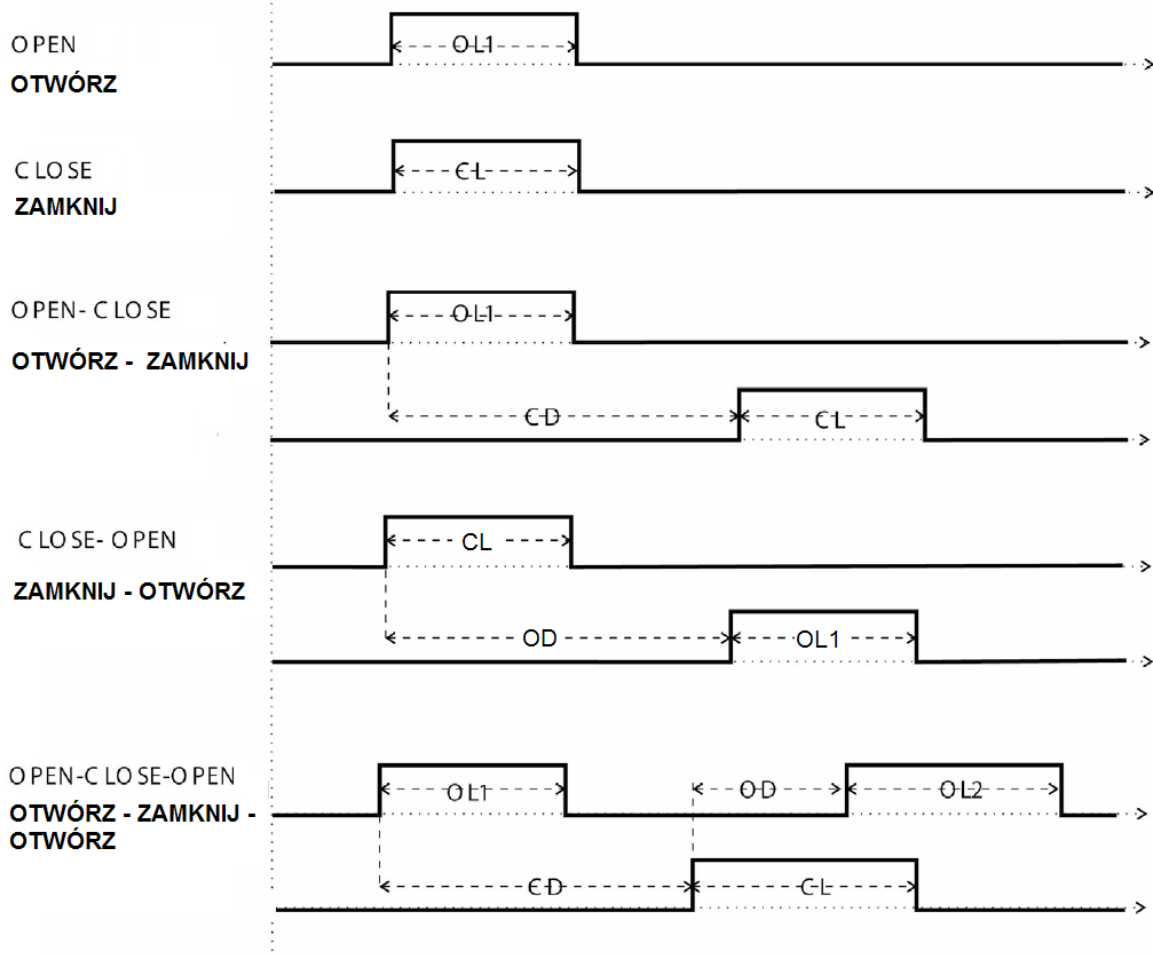 OPEN
OTWÓRZ
OL1
CLOSE
ZAMKNIJ
CL
OPEN-CLOSE
OTWÓRZ - ZAMKNIJ
OL1
CD
CL
CLOSE-OPEN
ZAMKNIJ - OTWÓRZ
CL
OD
OL1
OPEN-CLOSE-OPEN
OTWÓRZ - ZAMKNIJ -
OTWÓRZ
OL1
OD
OL2
CD
CL